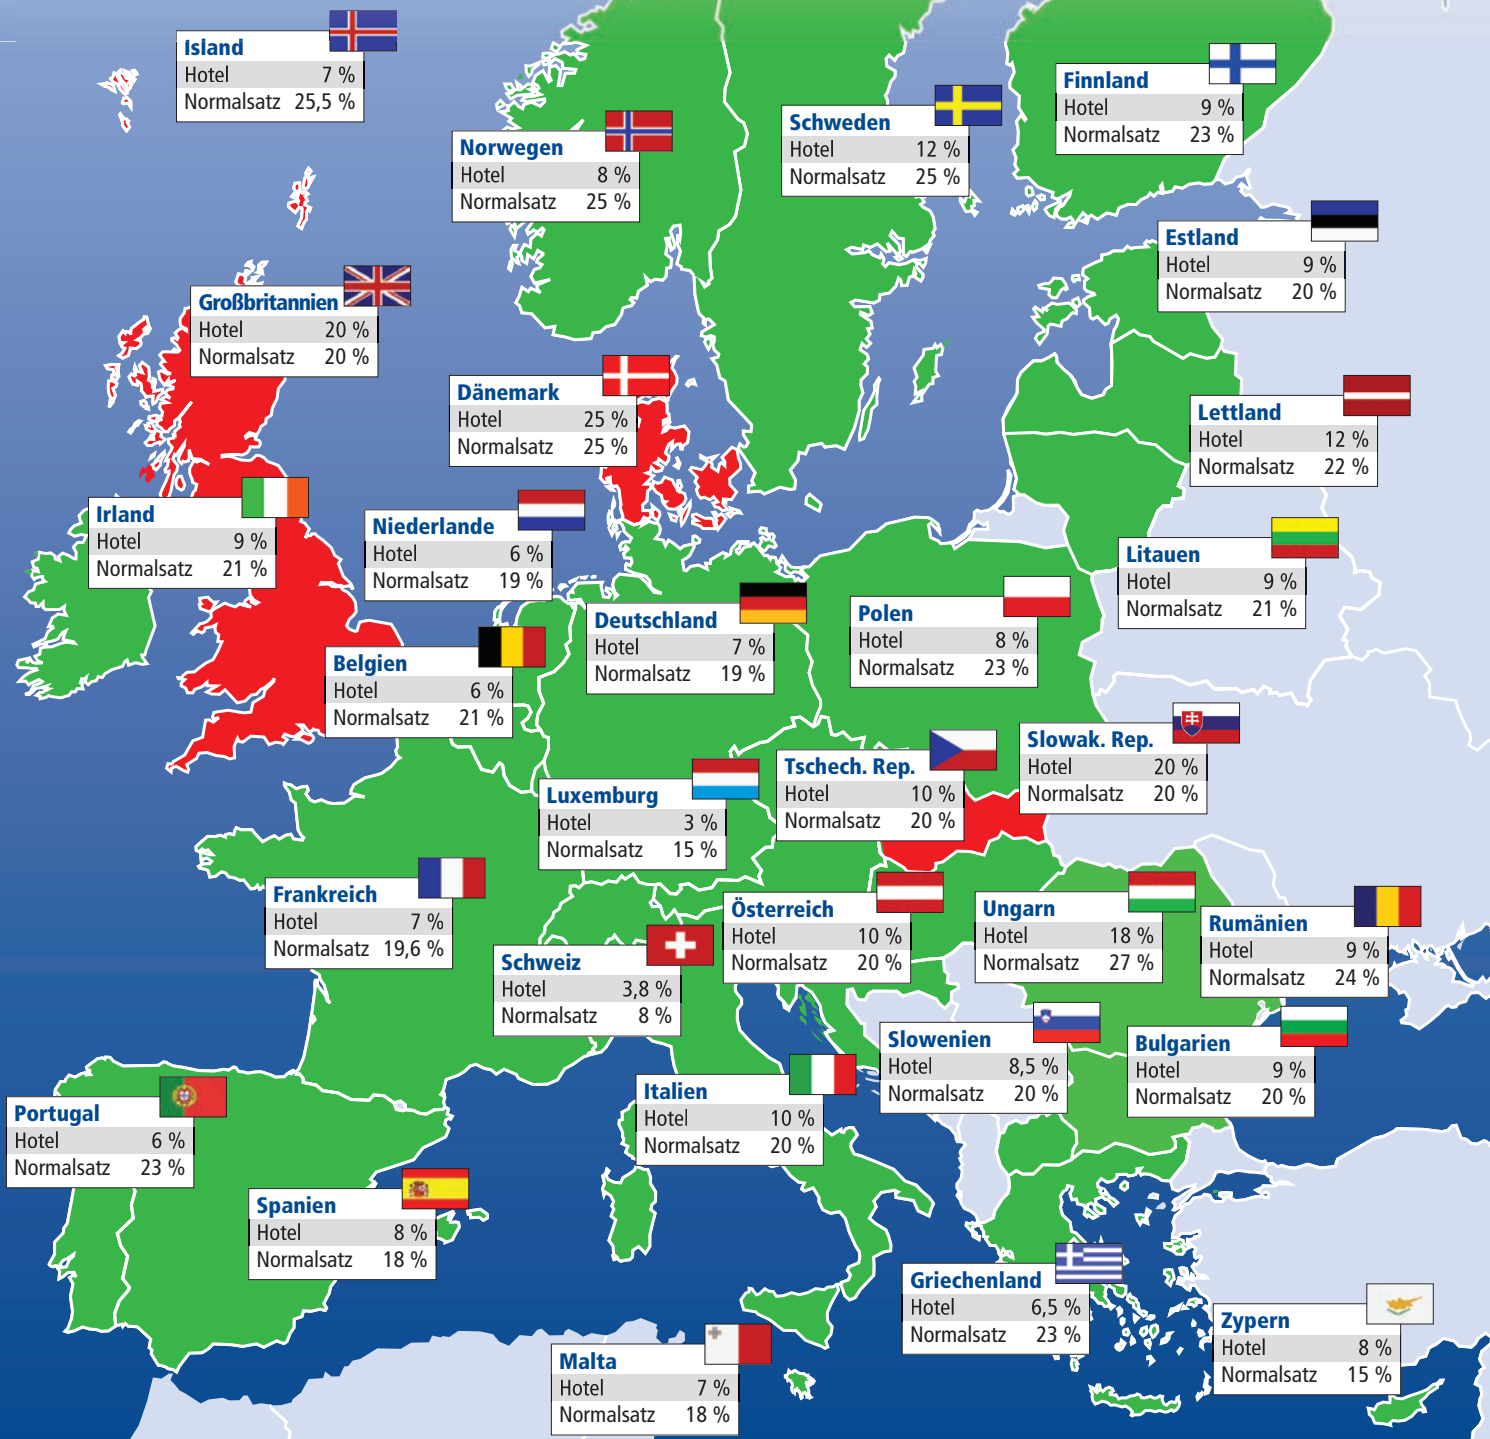 Island
Hotel 7 %
Normalsatz 25,5 %
Finnland
Hotel 9 %
Normalsatz 23 %
Schweden
Hotel 12 %
Normalsatz 25 %
Norwegen
Hotel 8 %
Normalsatz 25 %
Estland
Hotel 9 %
Normalsatz 20 %
Großbritannien
Hotel 20 %
Normalsatz 20 %
Dänemark
Hotel 25 %
Normalsatz 25 %
Lettland
Hotel 12 %
Normalsatz 22 %
Irland
Hotel 9 %
Normalsatz 21 %
Niederlande
Hotel 6 %
Normalsatz 19 %
Litauen
Hotel 9 %
Normalsatz 21 %
Deutschland
Hotel 7 %
Normalsatz 19 %
Polen
Hotel 8 %
Normalsatz 23 %
Belgien
Hotel 6 %
Normalsatz 21 %
Slowak. Rep.
Hotel 20 %
Normalsatz 20 %
Tschech. Rep.
Hotel 10 %
Normalsatz 20 %
Luxemburg
Hotel 3 %
Normalsatz 15 %
Frankreich
Hotel 7 %
Normalsatz 19,6 %
Österreich
Hotel 10 %
Normalsatz 20 %
Ungarn
Hotel 18 %
Normalsatz 27 %
Rumänien
Hotel 9 %
Normalsatz 24 %
Schweiz
Hotel 3,8 %
Normalsatz 8 %
Slowenien
Hotel 8,5 %
Normalsatz 20 %
Bulgarien
Hotel 9 %
Normalsatz 20 %
Italien
Hotel 10 %
Normalsatz 20 %
Portugal
Hotel 6 %
Normalsatz 23 %
Spanien
Hotel 8 %
Normalsatz 18 %
Griechenland
Hotel 6,5 %
Normalsatz 23 %
Zypern
Hotel 8 %
Normalsatz 15 %
Malta
Hotel 7 %
Normalsatz 18 %